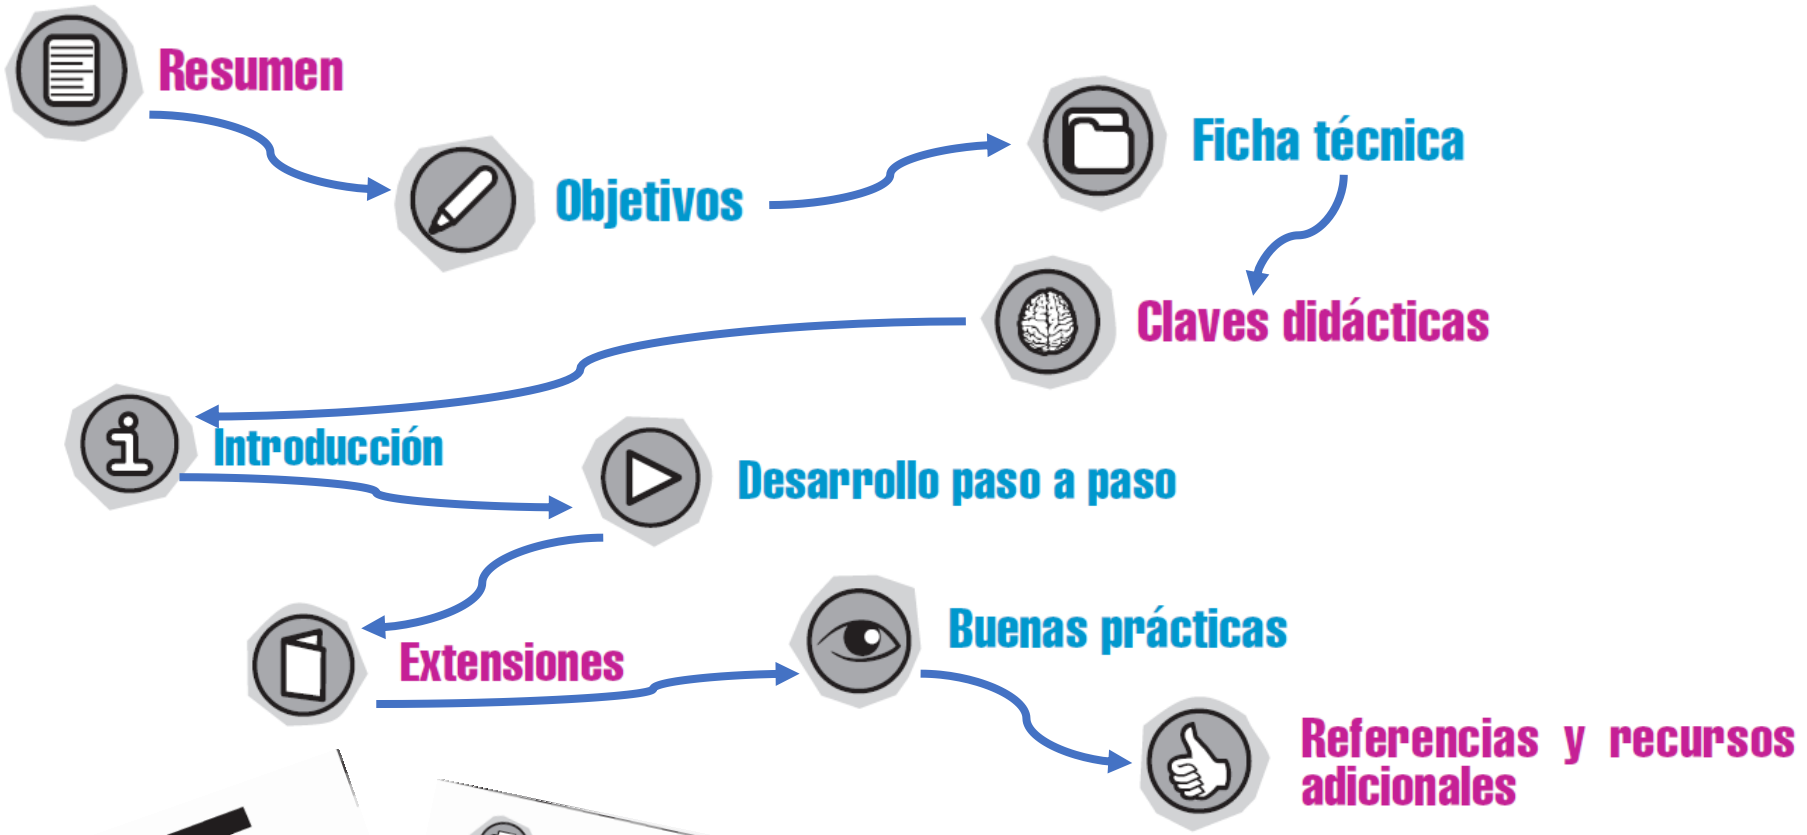 Resumen
Objetivos
Ficha técnica
Claves didácticas
Introducción
Desarrollo paso a paso
Extensiones
Buenas prácticas
Referencias y recursos
adicionales